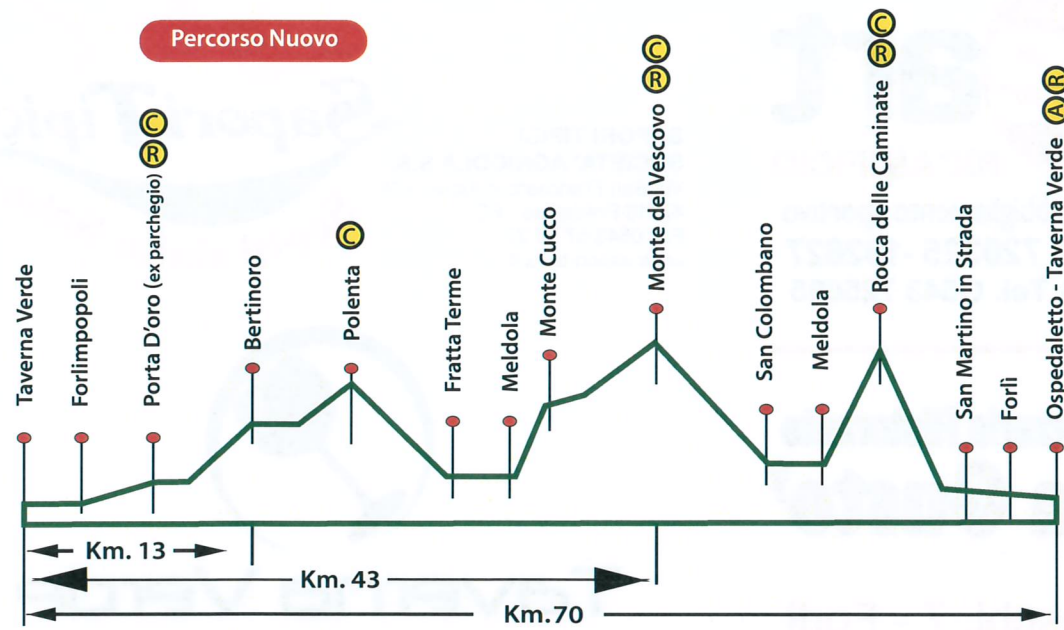 Percorso Nuovo
Taverna Verde
Forlimpopoli
Porta D'oro (ex parchegio) R C
Bertinoro
Polenta C
Fratta Terme
Meldola
Monte Cucco
Monte del Vescovo R C
San Colombano
Meldola
Rocca delle Caminate R C
San Martino in Strada
Forlì
Ospedaletto - Taverna Verde A R
Km. 13
Km. 43
Km.70